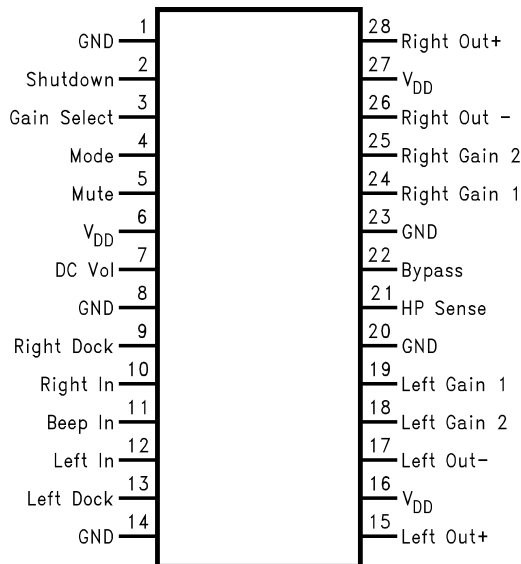 GND 1 28 Right Out+
Shutdown 2 27 VDD
Gain Select 3 26 Right Out -
Mode 4 25 Right Gain 2
Mute 5 24 Right Gain 1
VDD 6 23 GND
DC Vol 7 22 Bypass
GND 8 21 HP Sense
Right Dock 9 20 GND
Right In 10 19 Left Gain 1
Beep In 11 18 Left Gain 2
Left In 12 17 Left Out-
Left Dock 13 16 VDD
GND 14 15 Left Out+